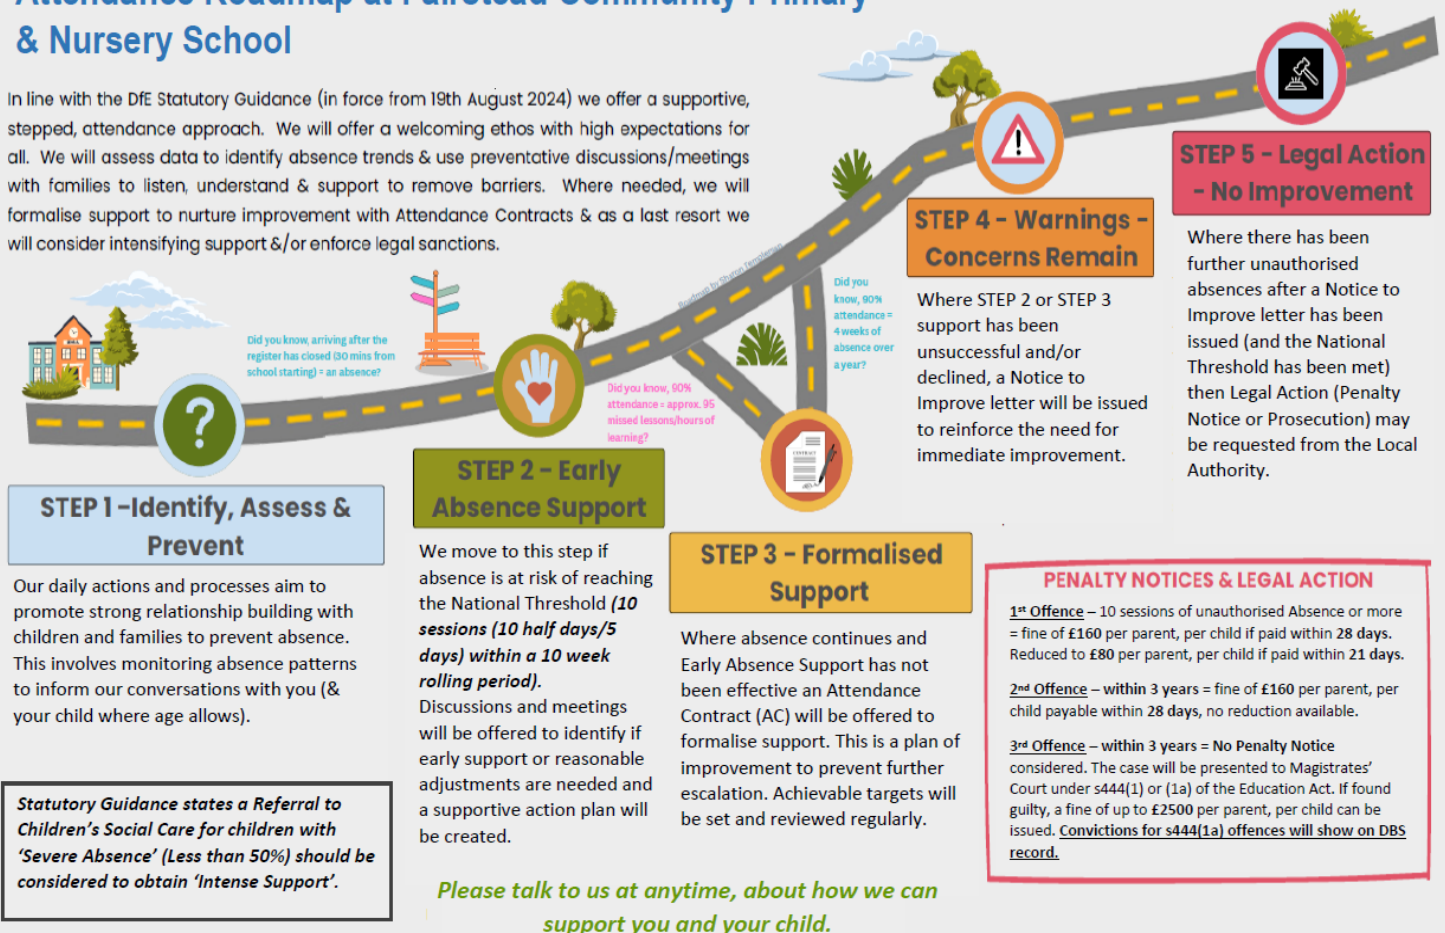 Attendance Roadmap at Fairstead Community Primary
& Nursery School
In line with the DfE Statutory Guidance (in force from 19th August 2024) we offer a supportive,
stepped, attendance approach. We will offer a welcoming ethos with high expectations for
all. We will assess data to identify absence trends & use preventative discussions/meetings
with families to listen, understand & support to remove barriers. Where needed, we will
formalise support to nurture improvement with Attendance Contracts & as a last resort we
will consider intensifying support &/or enforce legal sanctions.
Did you know, arriving after the
register has closed (30 mins from
school starting) = an absence?
Did you know, 90%
attendance = approx. 95
missed lessons/hours of
learning?
Roadmap by Sharon Templeman
Did you
know, 90%
attendance =
4 weeks of
absence over
a year?
STEP 1 –Identify, Assess &
Prevent
Our daily actions and processes aim to
promote strong relationship building with
children and families to prevent absence.
This involves monitoring absence patterns
to inform our conversations with you (&
your child where age allows).
Statutory Guidance states a Referral to
Children's Social Care for children with
'Severe Absence' (Less than 50%) should be
considered to obtain 'Intense Support'.
STEP 2 – Early
Absence Support
We move to this step if
absence is at risk of reaching
the National Threshold (10
sessions (10 half days/5
days) within a 10 week
rolling period).
Discussions and meetings
will be offered to identify if
early support or reasonable
adjustments are needed and
a supportive action plan will
be created.
CONTRACT
STEP 3 – Formalised
Support
Where absence continues and
Early Absence Support has not
been effective an Attendance
Contract (AC) will be offered to
formalise support. This is a plan of
improvement to prevent further
escalation. Achievable targets will
be set and reviewed regularly.
STEP 4 – Warnings –
Concerns Remain
Where STEP 2 or STEP 3
support has been
unsuccessful and/or
declined, a Notice to
Improve letter will be issued
to reinforce the need for
immediate improvement.
STEP 5 – Legal Action
– No Improvement
Where there has been
further unauthorised
absences after a Notice to
Improve letter has been
issued (and the National
Threshold has been met)
then Legal Action (Penalty
Notice or Prosecution) may
be requested from the Local
Authority.
PENALTY NOTICES & LEGAL ACTION
1st Offence – 10 sessions of unauthorised Absence or more
= fine of £160 per parent, per child if paid within 28 days.
Reduced to £80 per parent, per child if paid within 21 days.
2nd Offence – within 3 years = fine of £160 per parent, per
child payable within 28 days, no reduction available.
3rd Offence – within 3 years = No Penalty Notice
considered. The case will be presented to Magistrates'
Court under s444(1) or (1a) of the Education Act. If found
guilty, a fine of up to £2500 per parent, per child can be
issued. Convictions for s444(1a) offences will show on DBS
record.
Please talk to us at anytime, about how we can
support you and your child.